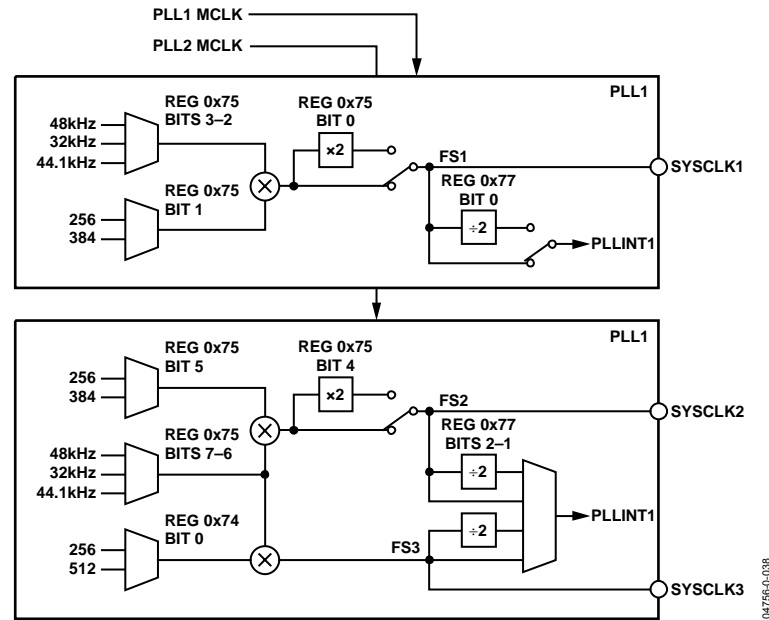 PLL1 MCLK
PLL2 MCLK
PLL1
REG 0x75
BITS 3–2
48kHz
32kHz
44.1kHz
REG 0x75
BIT 0
×2
REG 0x75
BIT 1
256
384
×
FS1
SYSCLK1
REG 0x77
BIT 0
÷2
PLLINT1
PLL1
REG 0x75
BIT 5
256
384
REG 0x75
BIT 4
×2
FS2
SYSCLK2
REG 0x75
BITS 7–6
48kHz
32kHz
44.1kHz
×
REG 0x77
BITS 2–1
÷2
÷2
PLLINT1
REG 0x74
BIT 0
256
512
×
FS3
SYSCLK3
04756-0-038